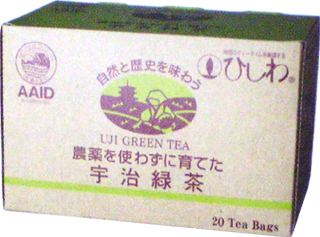 AAID
自然と歴史を味わう
ひしわ
UJI GREEN TEA
農薬を使わずに育てた
宇治緑茶
20 Tea Bags